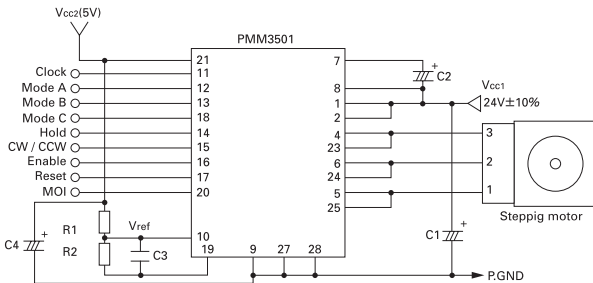 Vcc2(5V)
PMM3501
21
7
Clock
11
+
C2
Mode A
12
8
Vcc1
Mode B
13
1
24V±10%
Mode C
18
2
Hold
14
4
3
CW / CCW
15
23
Enable
16
6
2
Reset
17
24
MOI
20
5
1
25
Steppig motor
R1
Vref
10
+
C4
C1
+
R2
C3
19
9
27
28
P.GND